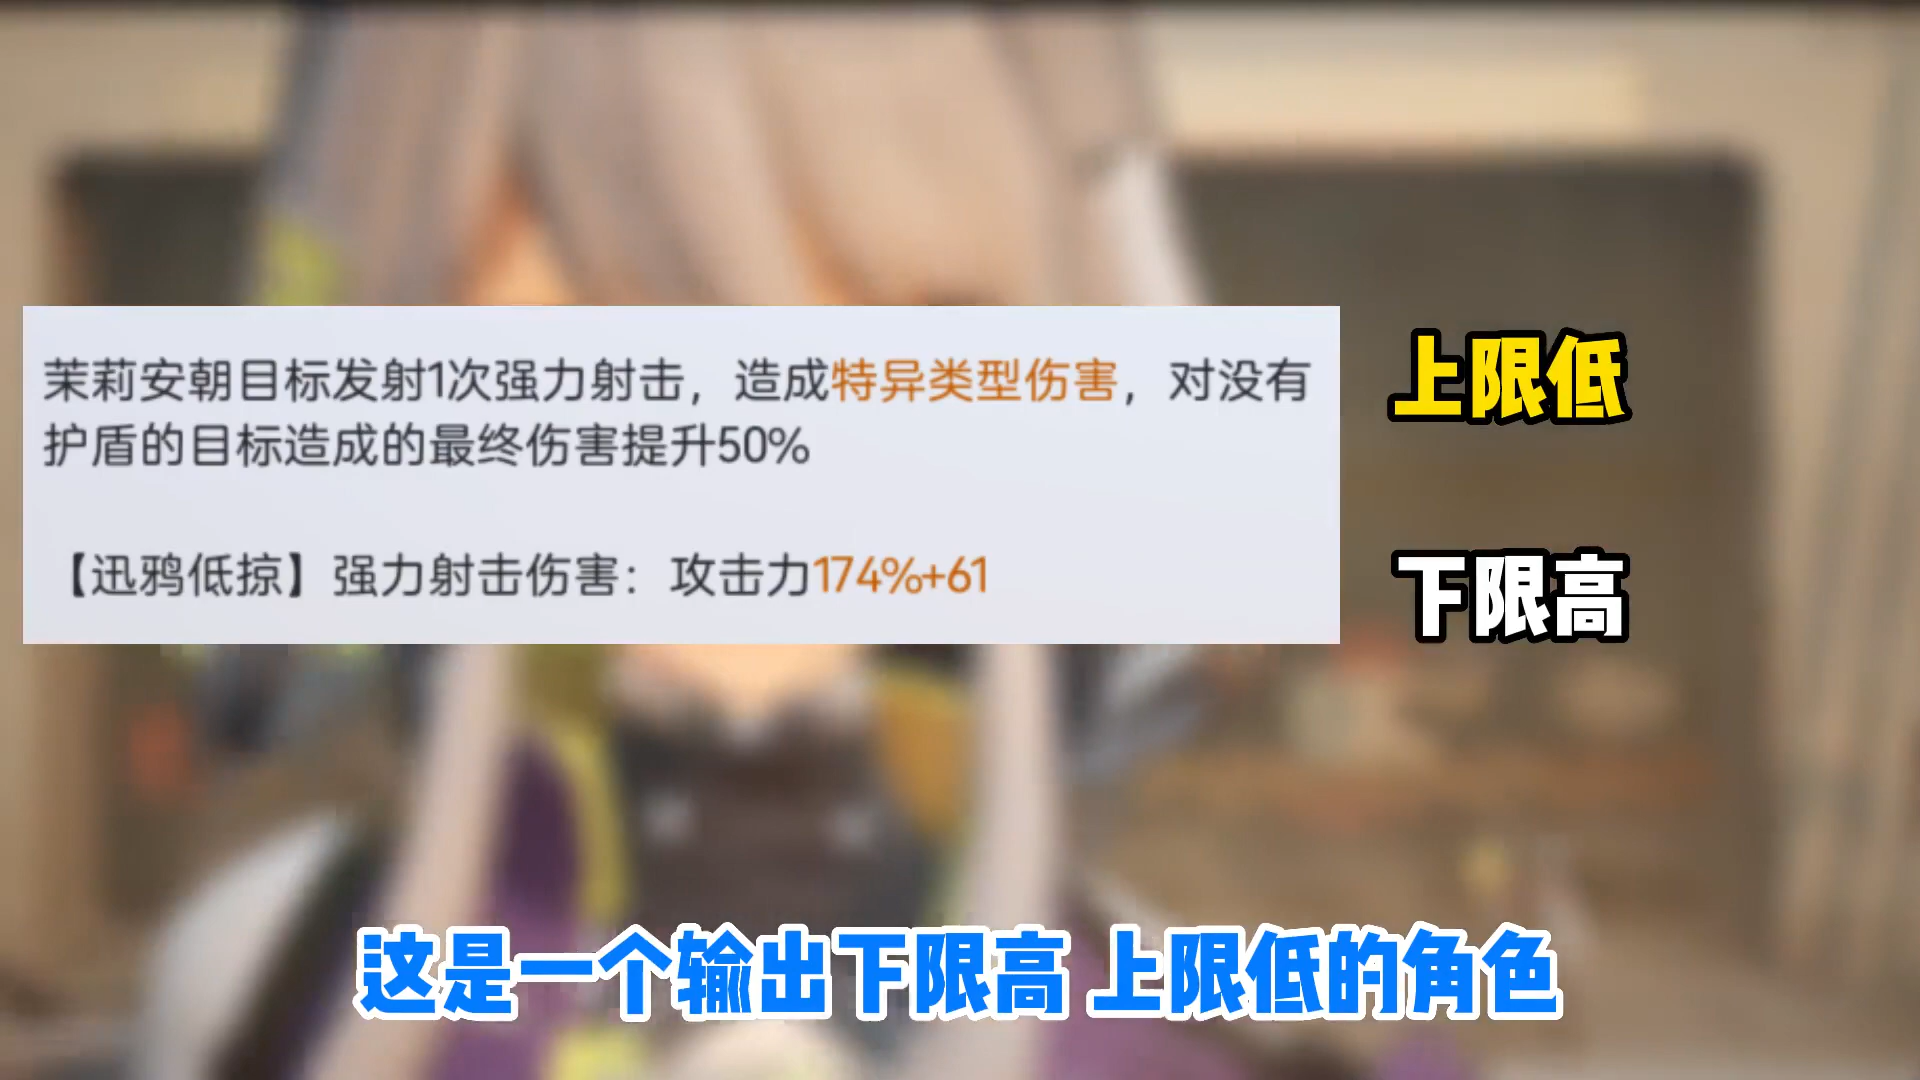 茉莉安朝目标发射1次强力射击，造成特异类型伤害，对没有
护盾的目标造成的最终伤害提升50%
【迅鸦低掠】强力射击伤害：攻击力174%+61
上限低
下限高
这是一个输出下限高 上限低的角色